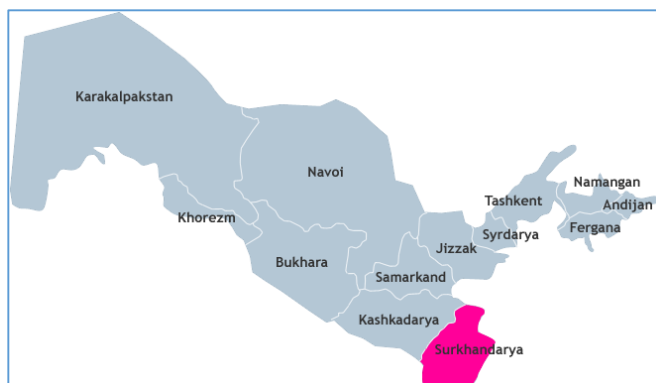 Karakalpakstan
Navoi
Namangan
Tashkent
Andijan
Khorezm
Fergana
Syrdarya
Jizzak
Bukhara
Samarkand
Kashkadarya
Surkhandarya